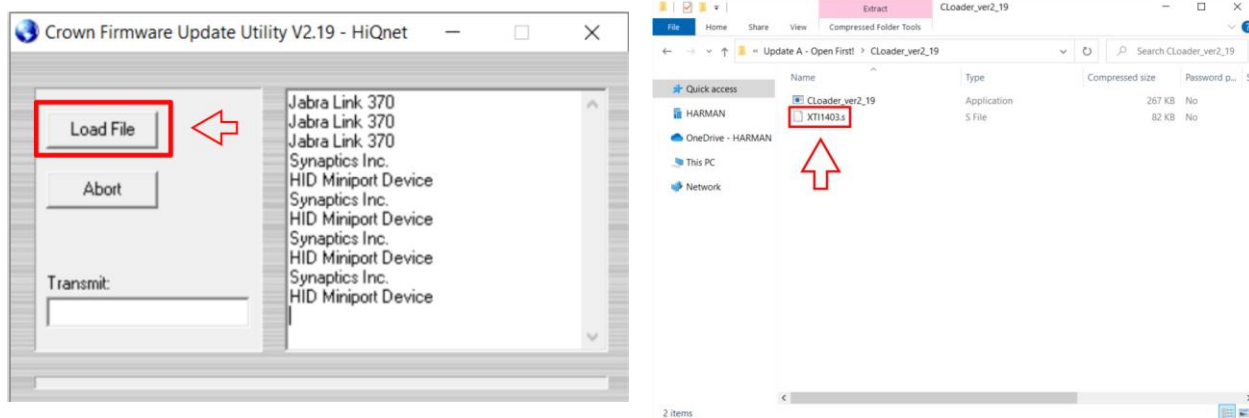 Crown Firmware Update Utility V2.19 - HiQnet
Load File
Abort
Transmit:
Jabra Link 370
Jabra Link 370
Jabra Link 370
Synaptics Inc.
HID Miniport Device
Synaptics Inc.
HID Miniport Device
Synaptics Inc.
HID Miniport Device
Synaptics Inc.
HID Miniport Device
Extract
CLoader_ver2_19
File Home Share View Compressed Folder Tools
« Update A - Open First! > CLoader_ver2_19
Search CLoader_ver2_19
Name Type Compressed size Password p...
Quick access
HARMAN
OneDrive - HARMAN
This PC
Network
CLoader_ver2_19 Application 267 KB No
XTI1403.s S File 82 KB No
2 items